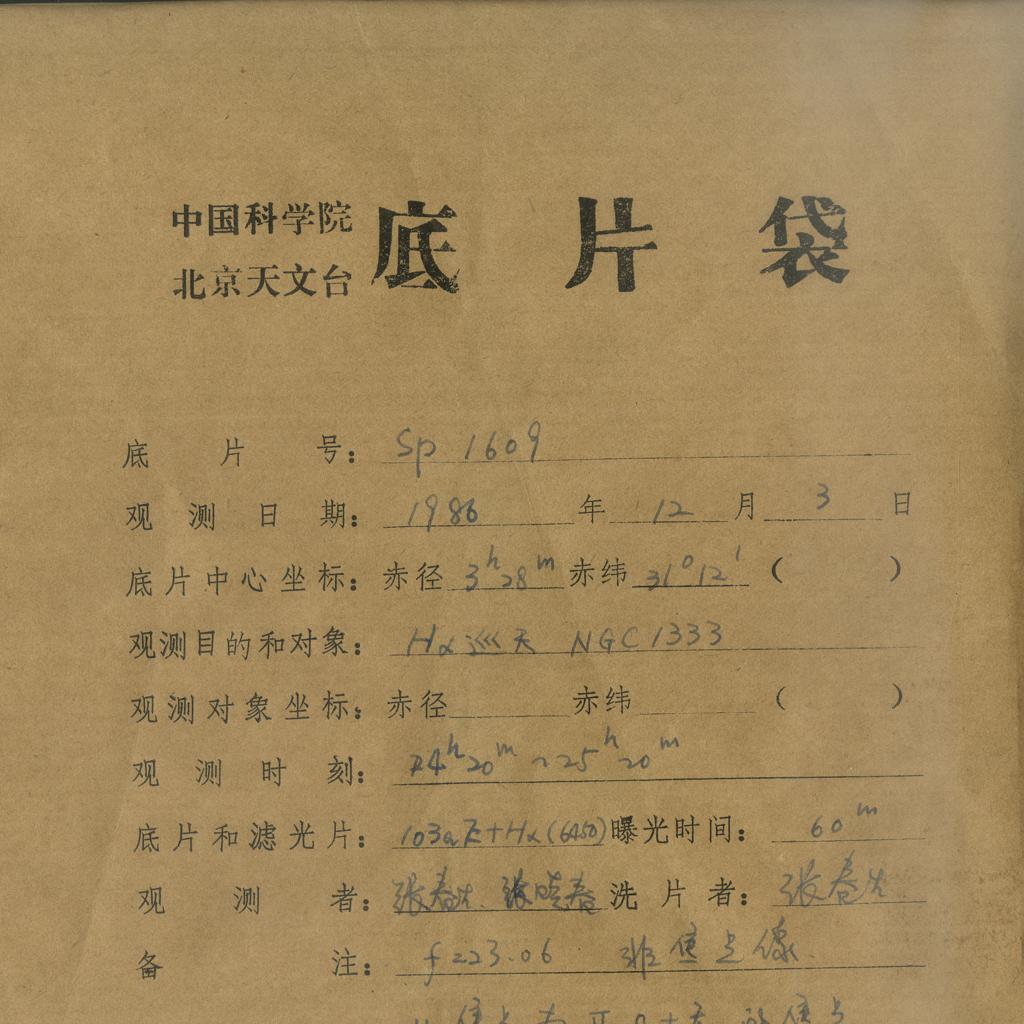 中国科学院
北京天文台
底片袋
底片号: Sp 1609
观测日期: 1986 年 12 月 3 日
底片中心坐标: 赤径 3h28m 赤纬 31°12′ ( )
观测目的和对象: Hα巡天 NGC1333
观测对象坐标: 赤径 赤纬 ( )
观测时刻: 24h20m~25h20m
底片和滤光片: 103aE+Hα(6450) 曝光时间: 60m
观测者: 张春生. 张晓春 洗片者: 张春生
备注: f=23.06 非焦点像.